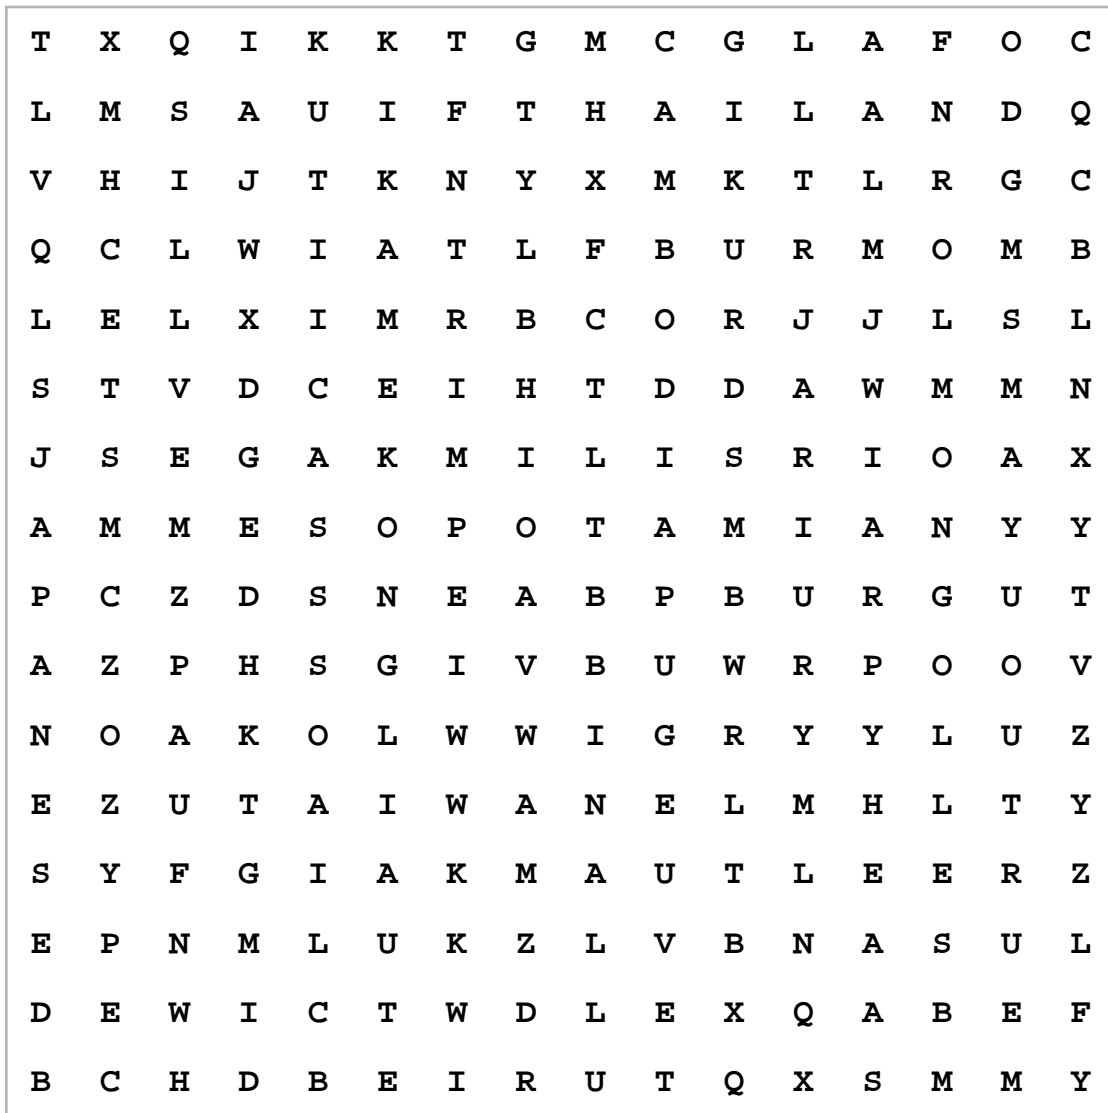 T X Q I K K T G M C G L A F O C
L M S A U I F T H A I L A N D Q
V H I J T K N Y X M K T L R G C
Q C L W I A T L F B U R M O M B
L E L X I M R B C O R J J L S L
S T V D C E I H T D D A W M M N
J S E G A K M I L I S R I O A X
A M M E S O P O T A M I A N Y Y
P C Z D S N E A B P B U R G U T
A Z P H S G I V B U W R P O O V
N O A K O L W W I G R Y Y L U Z
E Z U T A I W A N E L M H L T Y
S Y F G I A K M A U T L E E R Z
E P N M L U K Z L V B N A S U L
D E W I C T W D L E X Q A B E F
B C H D B E I R U T Q X S M M Y